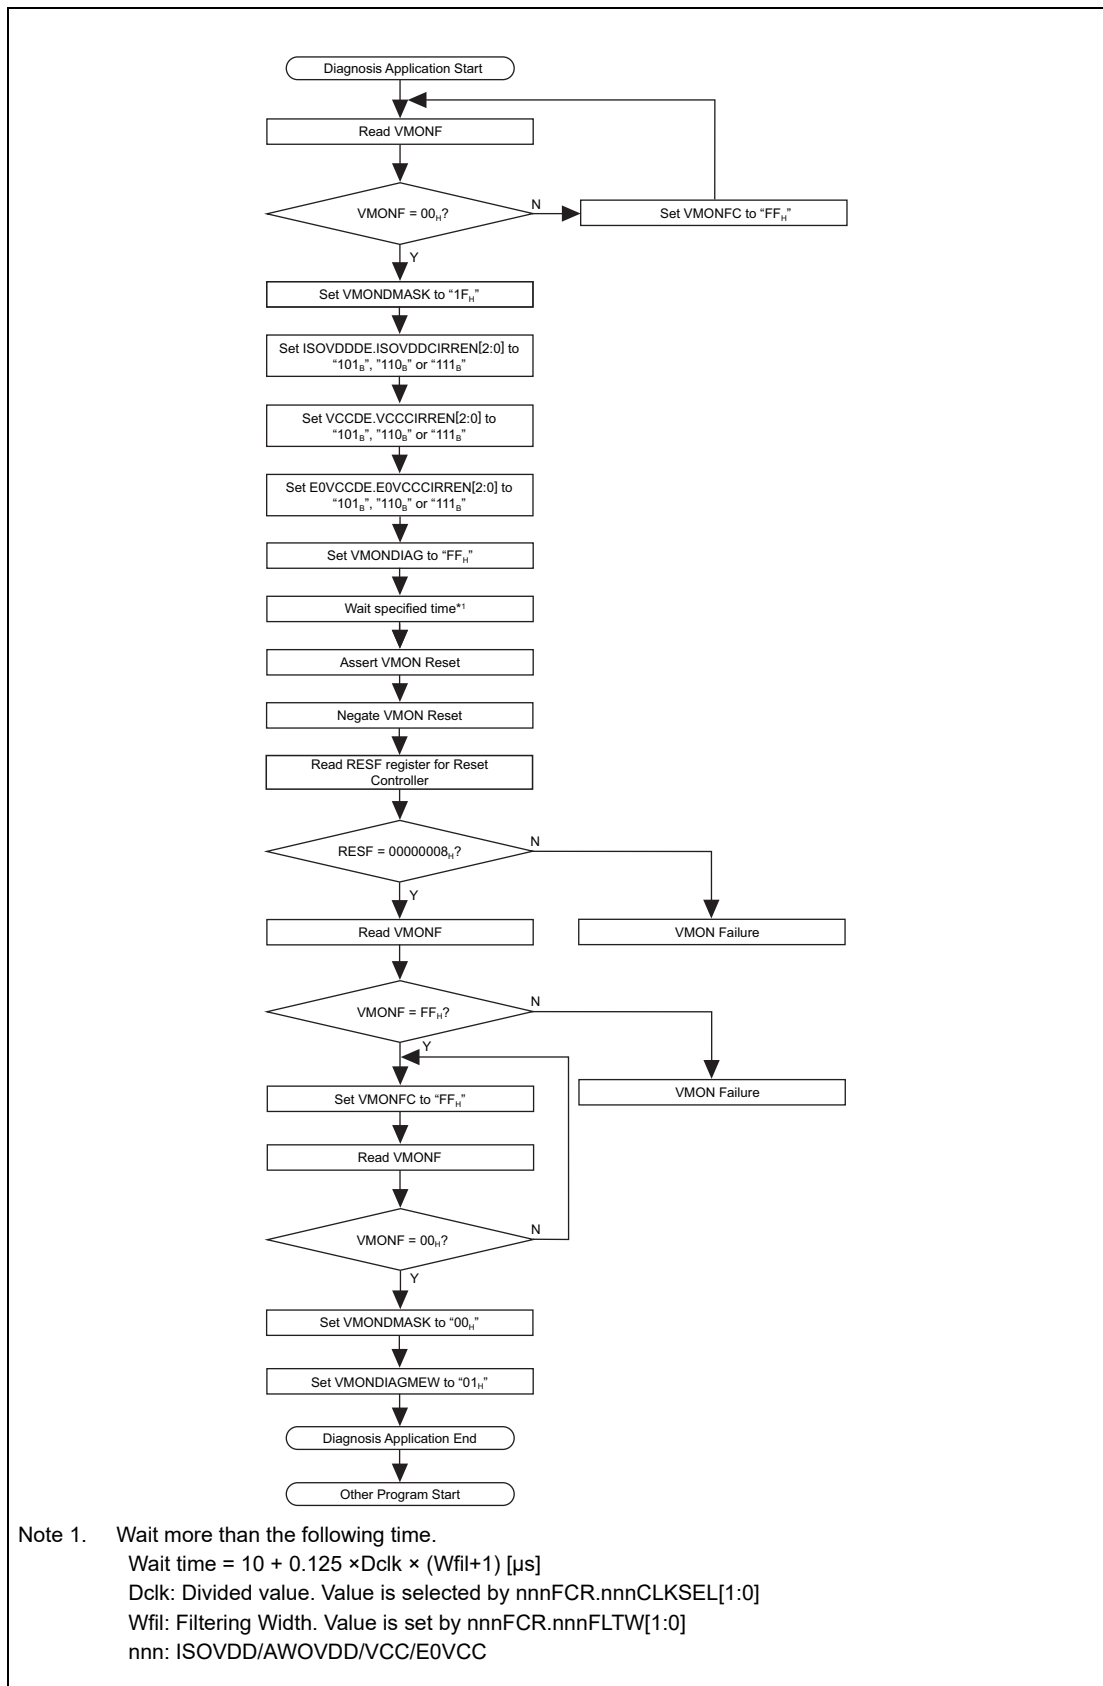 Diagnosis Application Start
Read VMONF
VMONF = 00H?
N
Set VMONFC to “FFH”
Y
Set VMONDMASK to “1FH”
Set ISOVDDDE.ISOVDDCIRREN[2:0] to
“101B”, ”110B” or “111B”
Set VCCDE.VCCCIRREN[2:0] to
“101B”, ”110B” or “111B”
Set E0VCCDE.E0VCCCIRREN[2:0] to
“101B”, ”110B” or “111B”
Set VMONDIAG to “FFH”
Wait specified time*1
Assert VMON Reset
Negate VMON Reset
Read RESF register for Reset
Controller
RESF = 00000008H?
N
Y
Read VMONF
VMON Failure
VMONF = FFH?
N
Y
VMON Failure
Set VMONFC to “FFH”
Read VMONF
VMONF = 00H?
N
Y
Set VMONDMASK to “00H”
Set VMONDIAGMEW to “01H”
Diagnosis Application End
Other Program Start
Note 1. Wait more than the following time.
Wait time = 10 + 0.125 ×Dclk × (Wfil+1) [µs]
Dclk: Divided value. Value is selected by nnnFCR.nnnCLKSEL[1:0]
Wfil: Filtering Width. Value is set by nnnFCR.nnnFLTW[1:0]
nnn: ISOVDD/AWOVDD/VCC/E0VCC